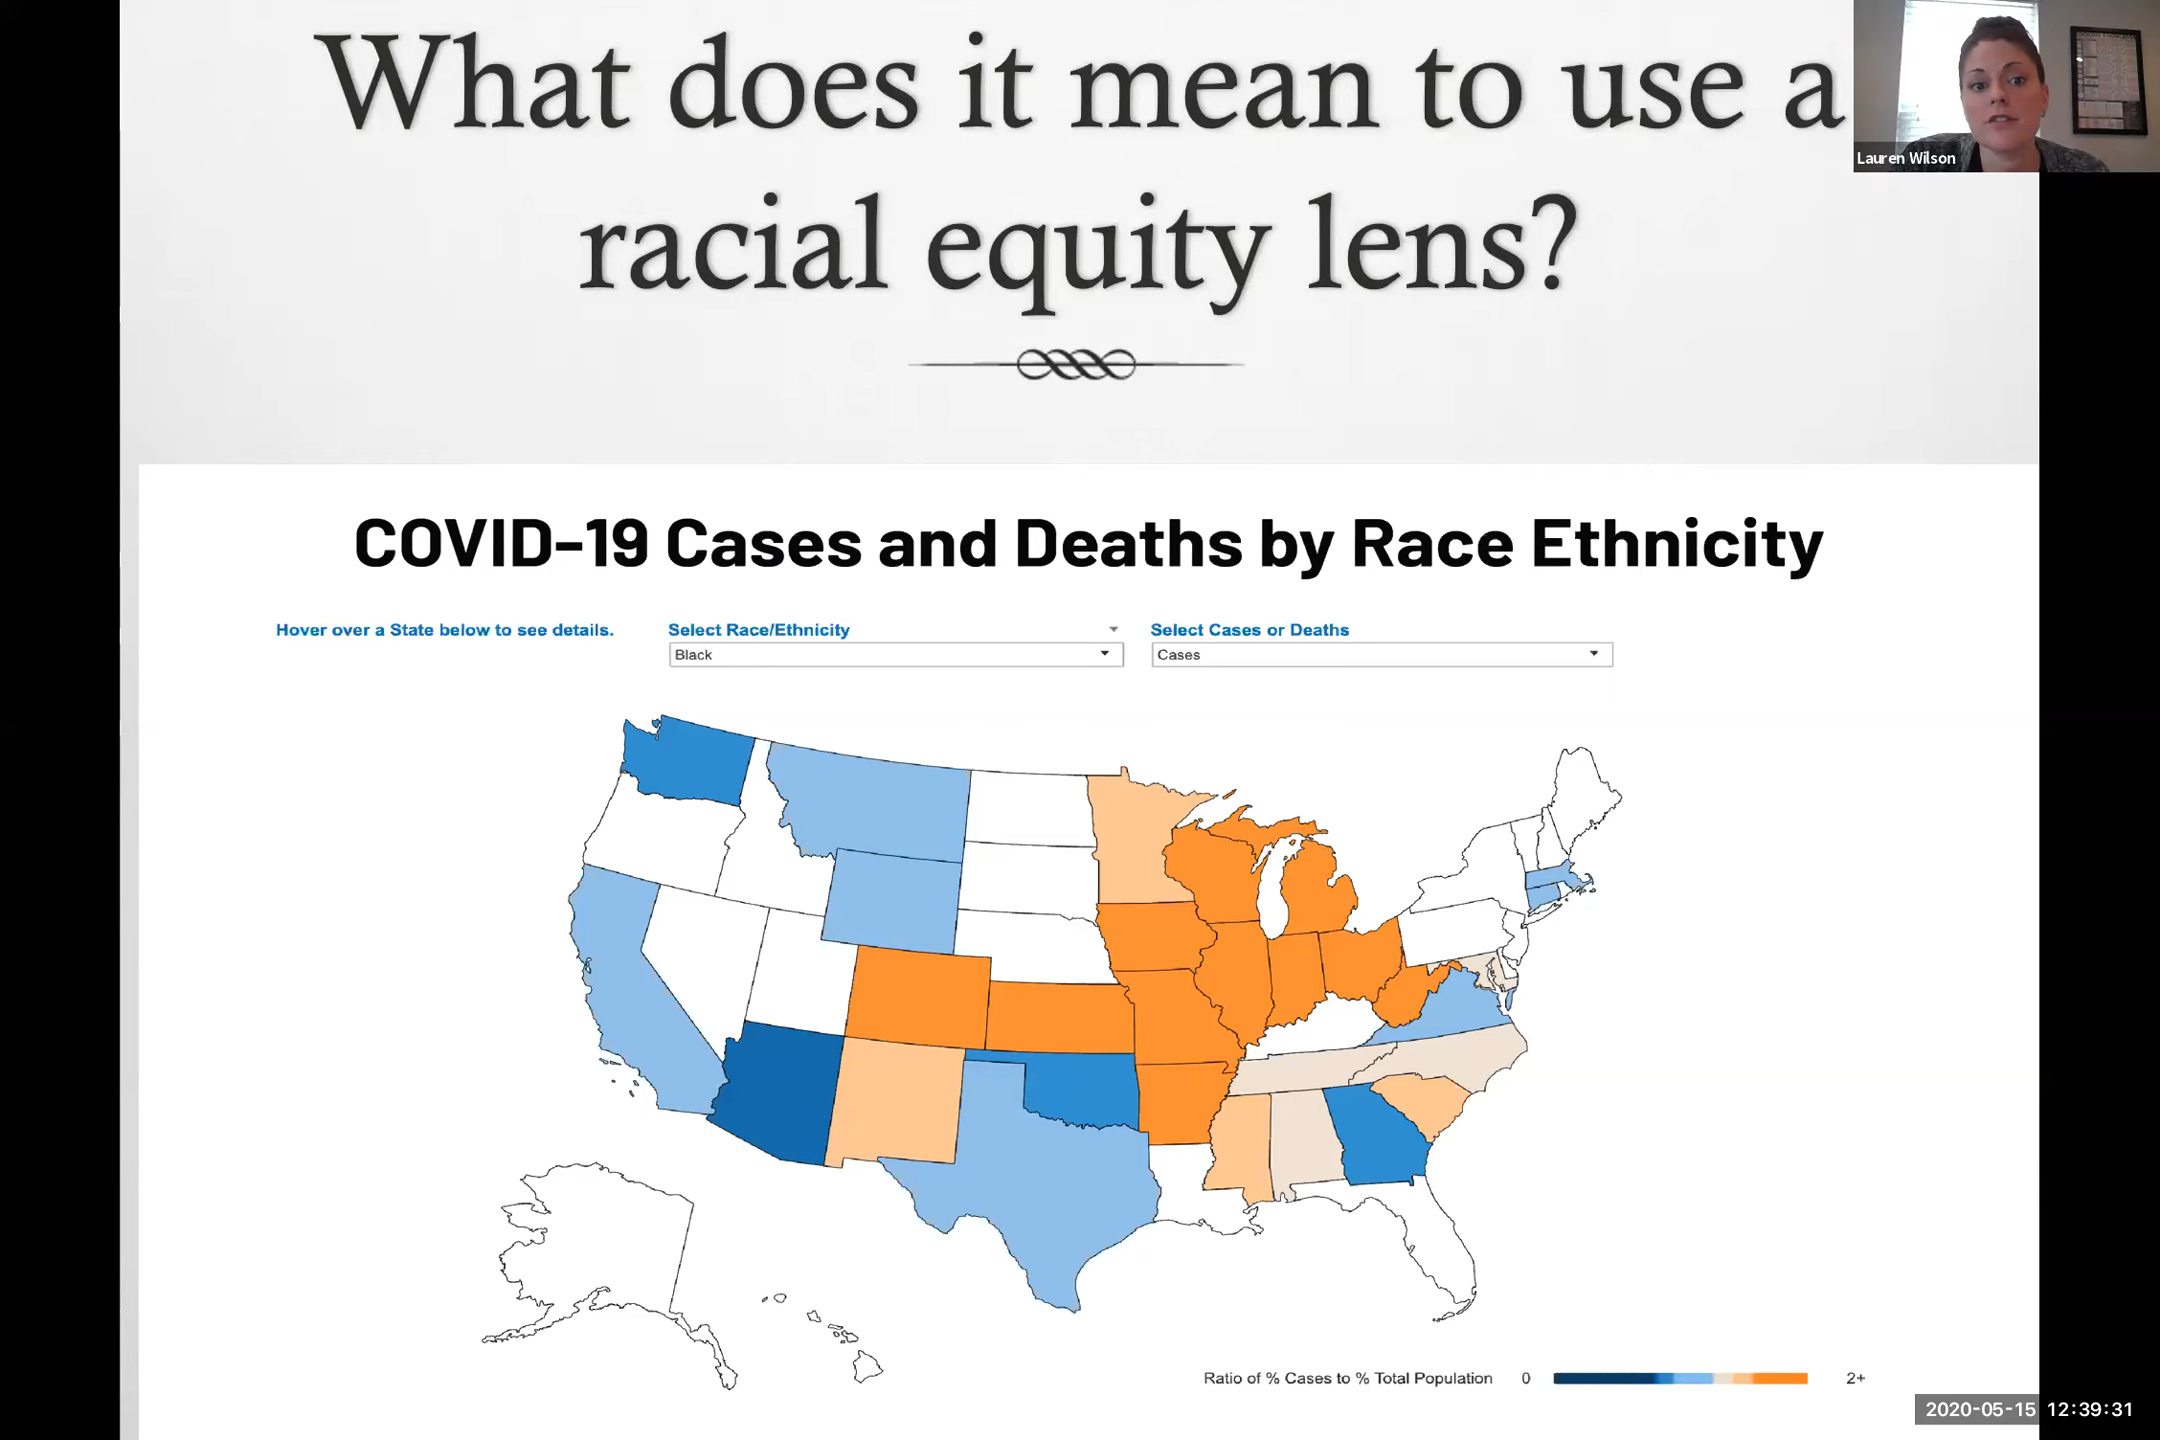 What does it mean to use a
racial equity lens?
Lauren Wilson
COVID-19 Cases and Deaths by Race Ethnicity
Hover over a State below to see details.
Select Race/Ethnicity
Select Cases or Deaths
Black
Cases
Ratio of % Cases to % Total Population
0
2+
2020-05-15 12:39:31